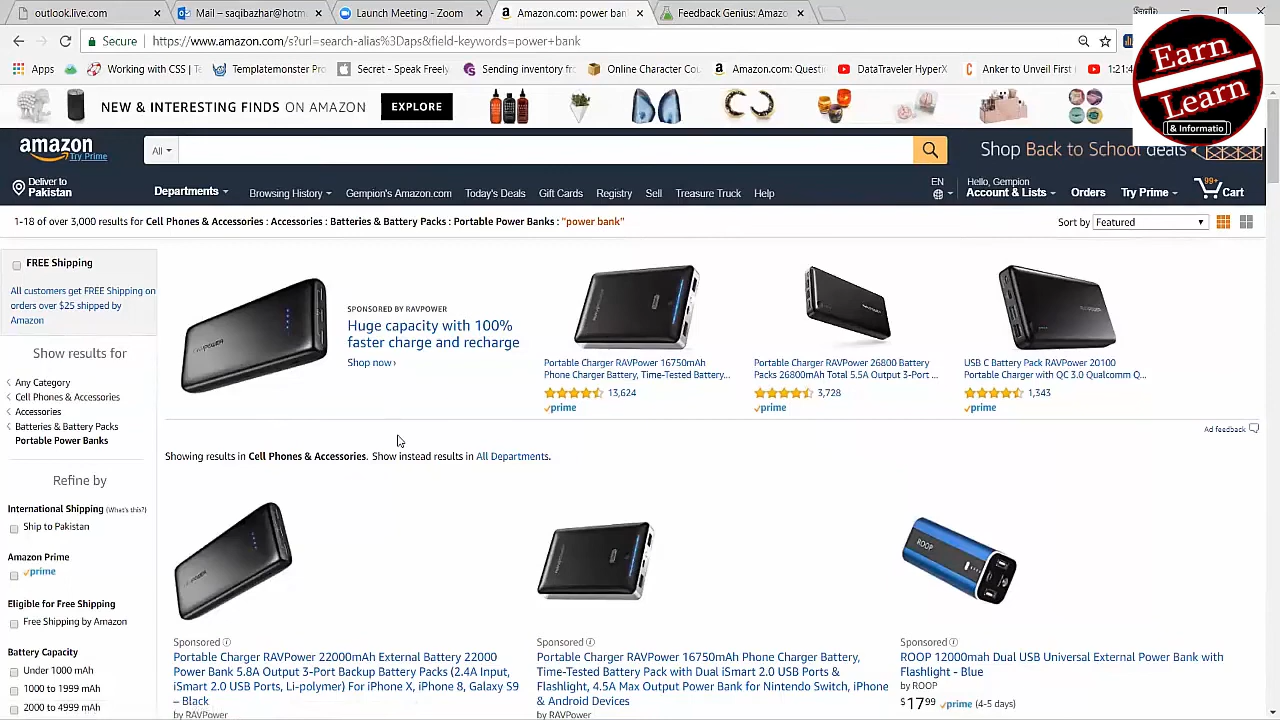 outlook.live.com
Mail – saqibazhar@hotm
Launch Meeting - Zoom
Amazon.com: power ban
Feedback Genius: Amazo
Saqib
Secure
https://www.amazon.com/s?url=search-alias%3Daps&field-keywords=power+bank
Apps
Working with CSS | Te
Templatemonster Temp
Secret - Speak Freely
Top gg inventory fr
Online Character Cou
Amazon.com: Questi
DataTraveler HyperX
Anker to Unveil First I
1:21:4
Earn
Learn
& Informatio
NEW & INTERESTING FINDS ON AMAZON
EXPLORE
amazon
Try Prime
All
Shop Back to School deals
Deliver to
Pakistan
Departments
Browsing History
Gempion's Amazon.com
Today's Deals
Gift Cards
Registry
Sell
Treasure Truck
Help
EN
Hello, Gempion
Account & Lists
Orders
Try Prime
99+
Cart
1-18 of over 3,000 results for Cell Phones & Accessories : Accessories : Batteries & Battery Packs : Portable Power Banks : "power bank"
Sort by Featured
FREE Shipping
All customers get FREE Shipping on
orders over $25 shipped by
Amazon
Show results for
Any Category
Cell Phones & Accessories
Accessories
Batteries & Battery Packs
Portable Power Banks
Refine by
International Shipping (What's this?)
Ship to Pakistan
Amazon Prime
prime
Eligible for Free Shipping
Free Shipping by Amazon
Battery Capacity
Under 1000 mAh
1000 to 1999 mAh
2000 to 4999 mAh
SPONSORED BY RAVPOWER
Huge capacity with 100%
faster charge and recharge
Shop now ›
Portable Charger RAVPower 16750mAh
Phone Charger Battery, Time-Tested Battery...
13,624
prime
Portable Charger RAVPower 26800 Battery
Packs 26800mAh Total 5.5A Output 3-Port ...
3,728
prime
USB C Battery Pack RAVPower 20100
Portable Charger with QC 3.0 Qualcomm Q...
1,343
prime
Ad feedback
Showing results in Cell Phones & Accessories. Show instead results in All Departments.
ROOP
Sponsored
Portable Charger RAVPower 22000mAh External Battery 22000
Power Bank 5.8A Output 3-Port Backup Battery Packs (2.4A Input,
iSmart 2.0 USB Ports, Li-polymer) For iPhone X, iPhone 8, Galaxy S9
– Black
by RAVPower
Sponsored
Portable Charger RAVPower 16750mAh Phone Charger Battery,
Time-Tested Battery Pack with Dual iSmart 2.0 USB Ports &
Flashlight, 4.5A Max Output Power Bank for Nintendo Switch, iPhone
& Android Devices
by RAVPower
Sponsored
ROOP 12000mah Dual USB Universal External Power Bank with
Flashlight - Blue
by ROOP
$17 99 prime (4-5 days)